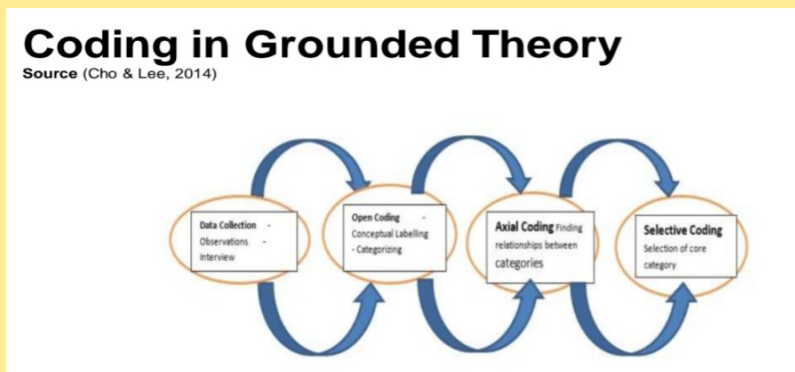 Coding in Grounded Theory
Source (Cho & Lee, 2014)
Data Collection -
Observations -
Interview
Open Coding -
Conceptual Labelling
- Categorizing
Axial Coding Finding
relationships between
categories
Selective Coding
Selection of core
category